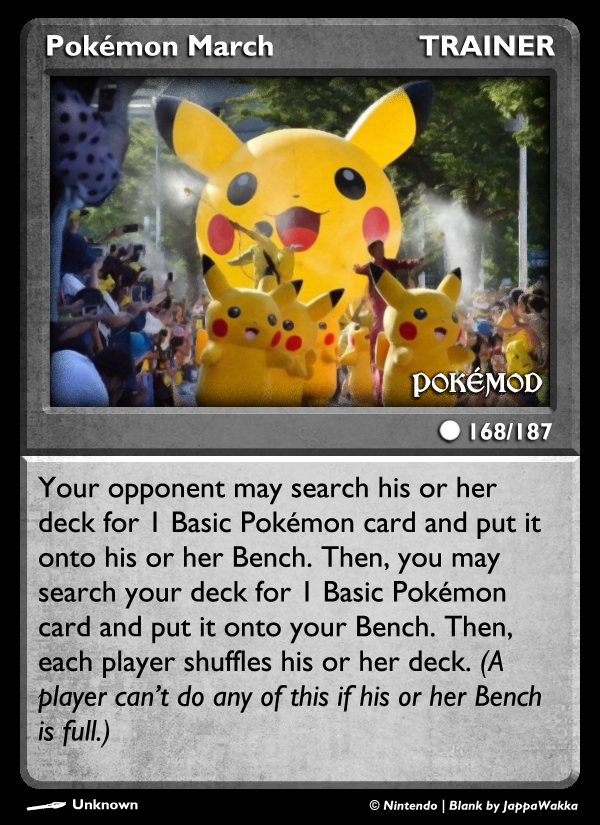 Pokémon March TRAINER
POKÉMOD
168/187
Your opponent may search his or her
deck for 1 Basic Pokémon card and put it
onto his or her Bench. Then, you may
search your deck for 1 Basic Pokémon
card and put it onto your Bench. Then,
each player shuffles his or her deck. (A
player can't do any of this if his or her Bench
is full.)
Unknown © Nintendo | Blank by JappaWakka